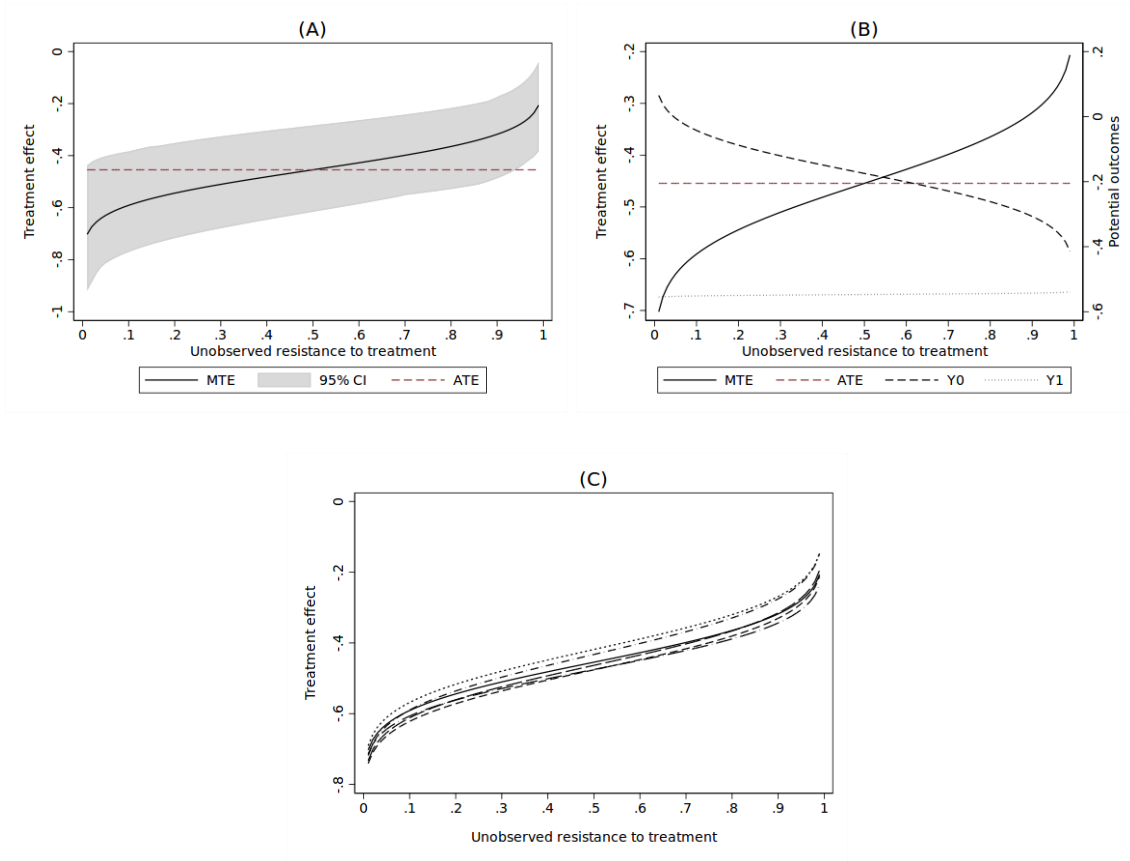 (A)
Treatment effect
0
-.2
-.4
-.6
-.8
-1
0 .1 .2 .3 .4 .5 .6 .7 .8 .9 1
Unobserved resistance to treatment
MTE 95% CI ATE
(B)
Treatment effect
-.2
-.3
-.4
-.5
-.6
-.7
.2
0
-.2
-.4
-.6
Potential outcomes
0 .1 .2 .3 .4 .5 .6 .7 .8 .9 1
Unobserved resistance to treatment
MTE ATE Y0 Y1
(C)
Treatment effect
0
-.2
-.4
-.6
-.8
0 .1 .2 .3 .4 .5 .6 .7 .8 .9 1
Unobserved resistance to treatment